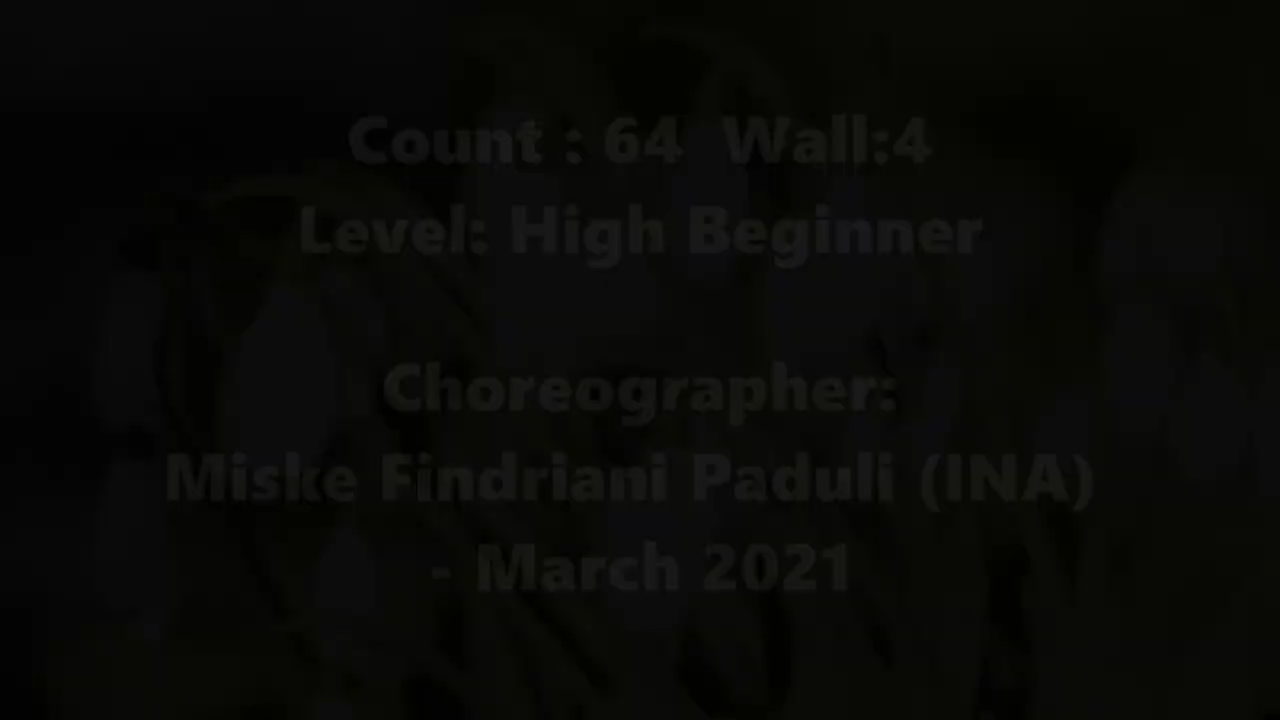 Count : 64  Wall:4
Level: High Beginner
Choreographer:
Miske Findriani Paduli (INA)
- March 2021